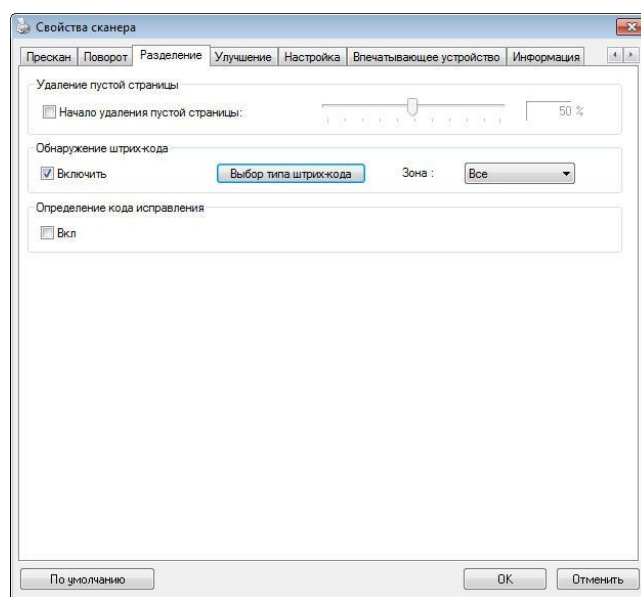 Свойства сканера
Прескан Поворот Разделение Улучшение Настройка Впечатывающее устройство Информация
Удаление пустой страницы
Начало удаления пустой страницы: 50 %
Обнаружение штрих-кода
Включить Выбор типа штрих-кода Зона : Все
Определение кода исправления
Вкл
По умолчанию OK Отменить